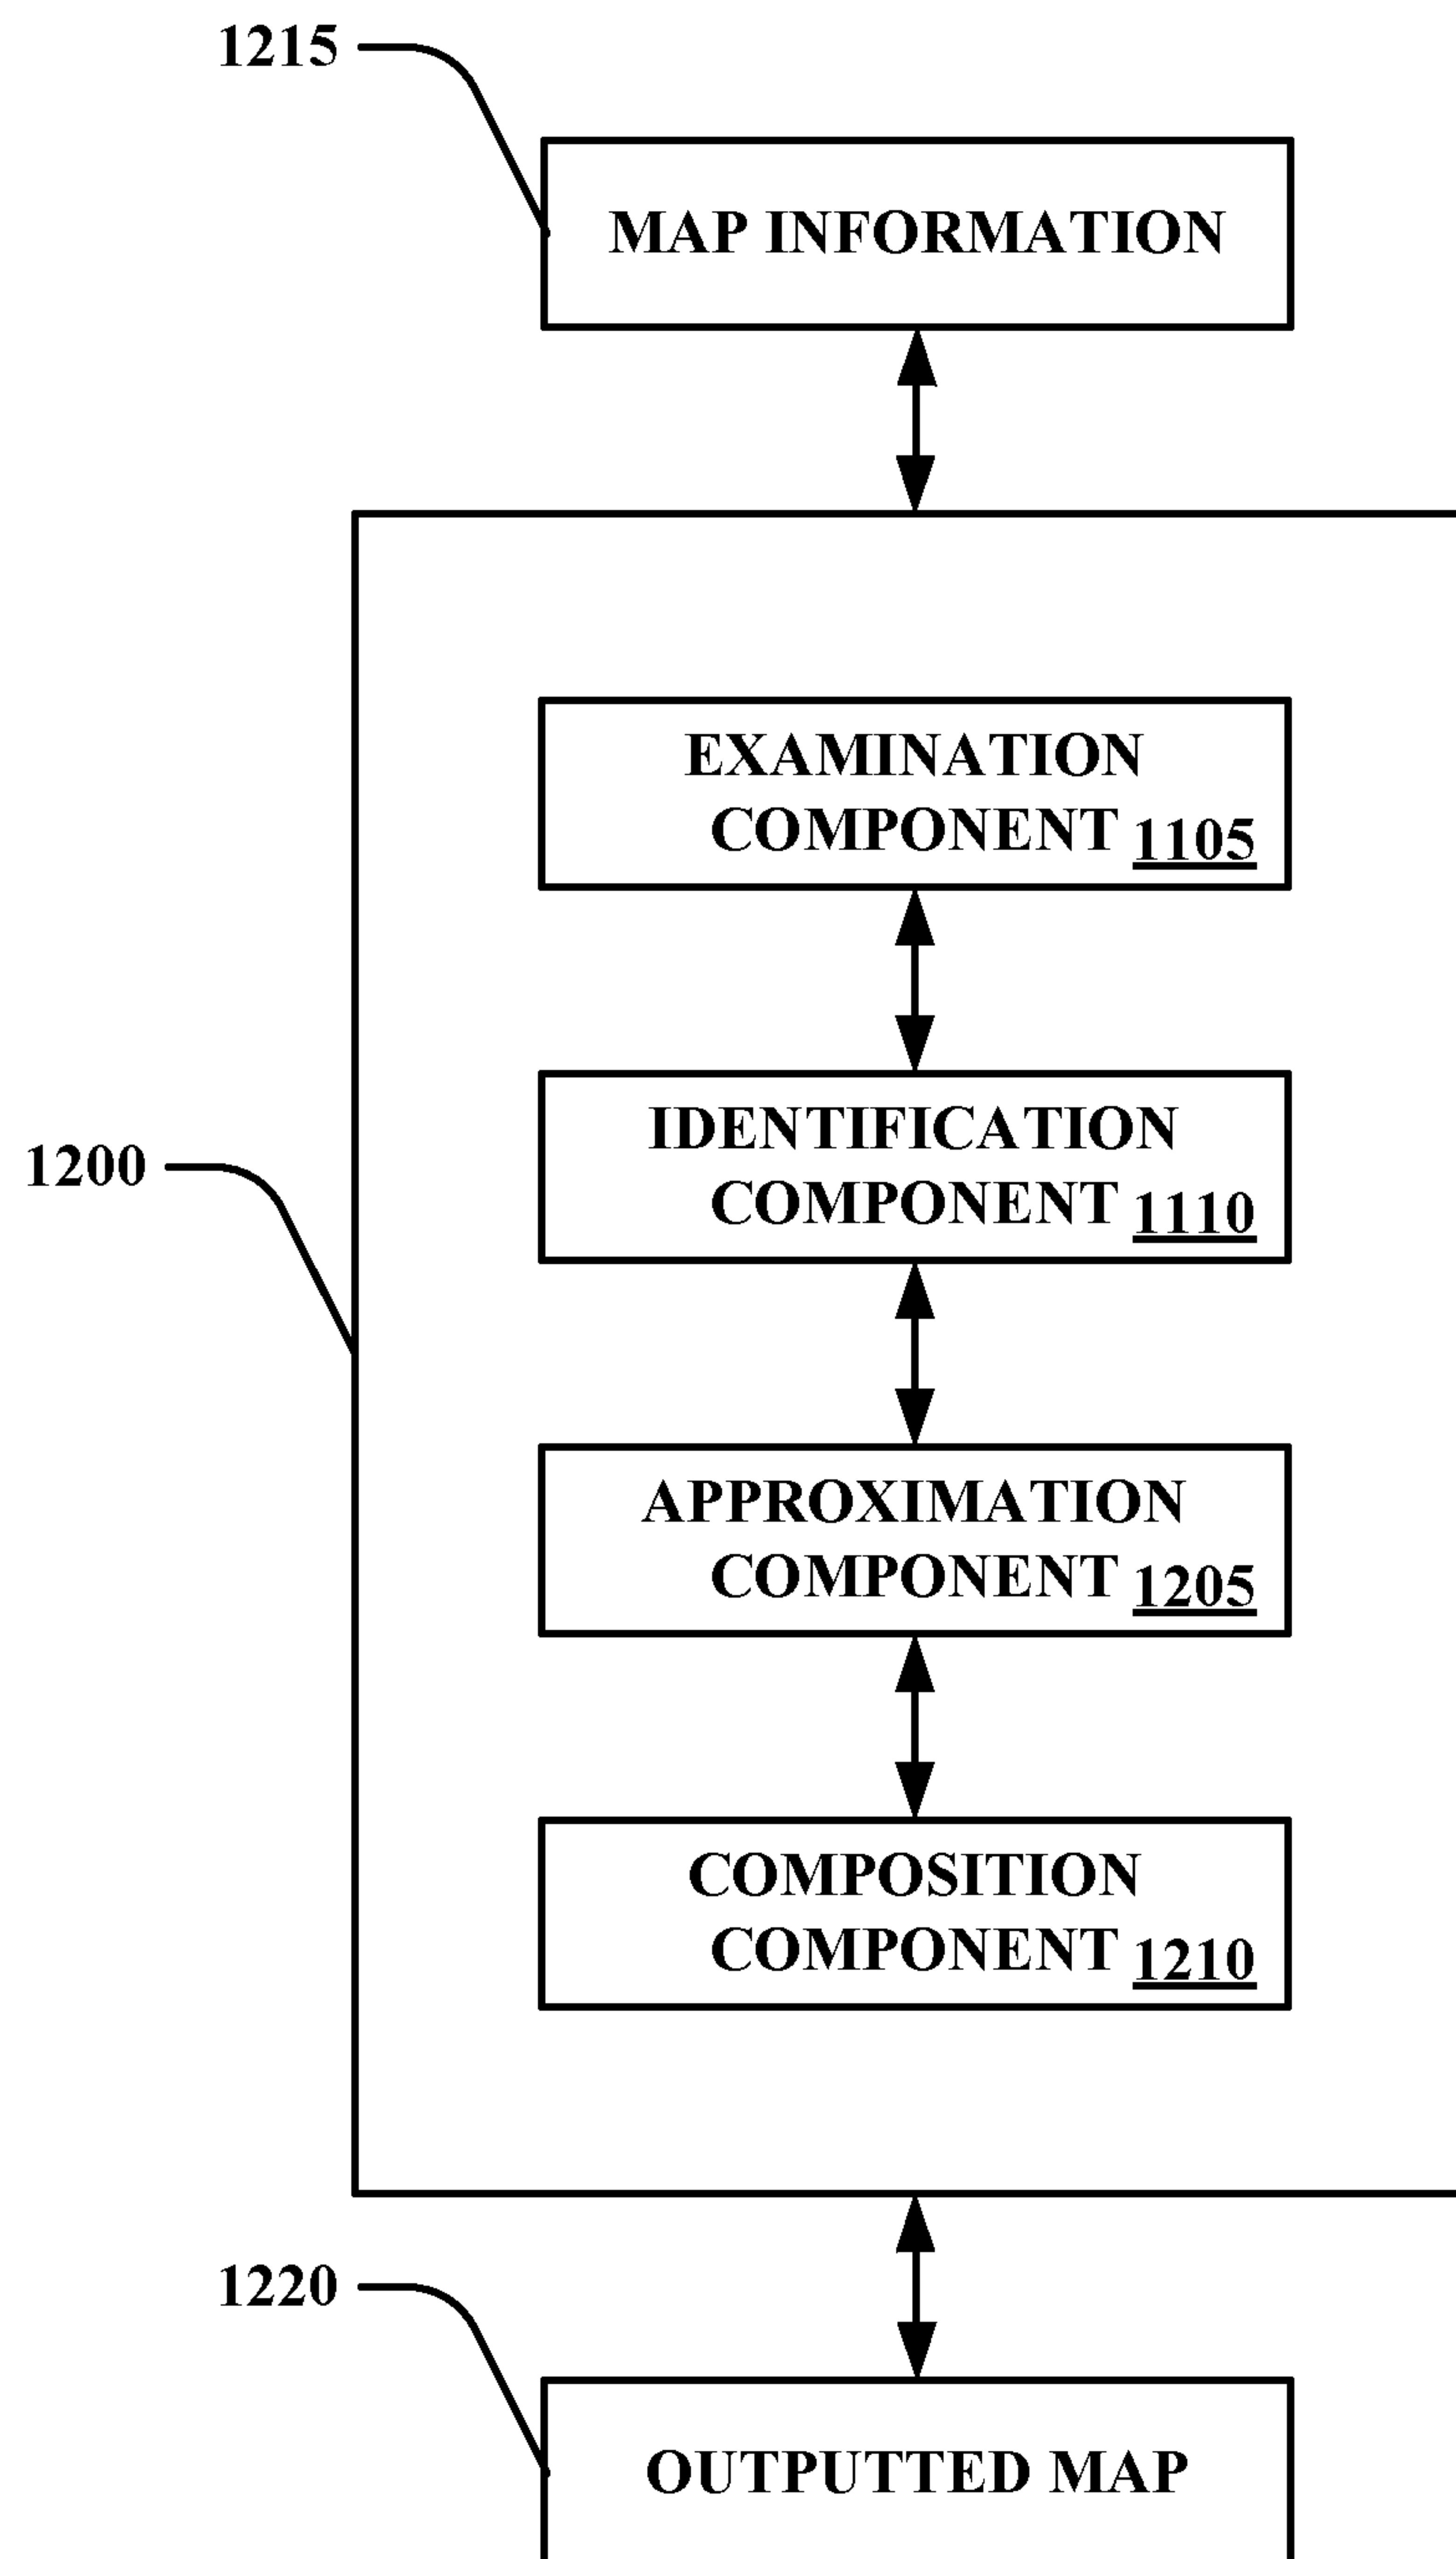 1215
MAP INFORMATION
EXAMINATION
COMPONENT 1105
IDENTIFICATION
COMPONENT 1110
1200
APPROXIMATION
COMPONENT 1205
COMPOSITION
COMPONENT 1210
1220
OUTPUTTED MAP